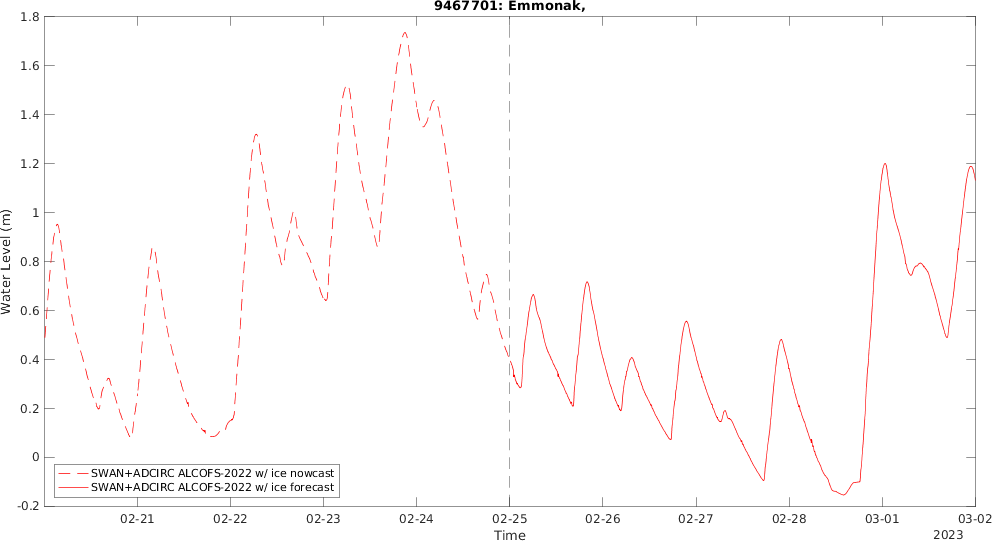 9467701: Emmonak,
1.8
1.6
1.4
1.2
1
0.8
0.6
0.4
0.2
0
-0.2
Water Level (m)
SWAN+ADCIRC ALCOFS-2022 w/ ice nowcast
SWAN+ADCIRC ALCOFS-2022 w/ ice forecast
02-21 02-22 02-23 02-24 02-25 02-26 02-27 02-28 03-01 03-02
Time
2023